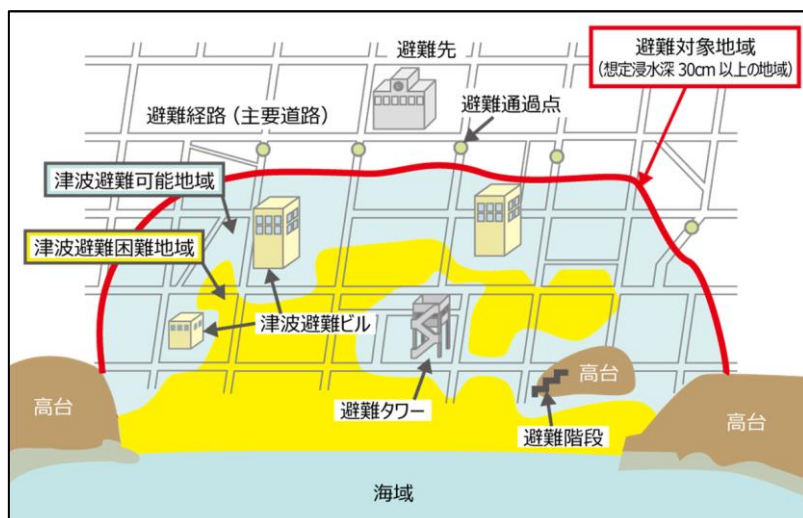 避難先
避難対象地域
(想定浸水深 30cm 以上の地域)
避難通過点
避難経路（主要道路）
津波避難可能地域
津波避難困難地域
津波避難ビル
高台
高台
高台
避難タワー
避難階段
海域